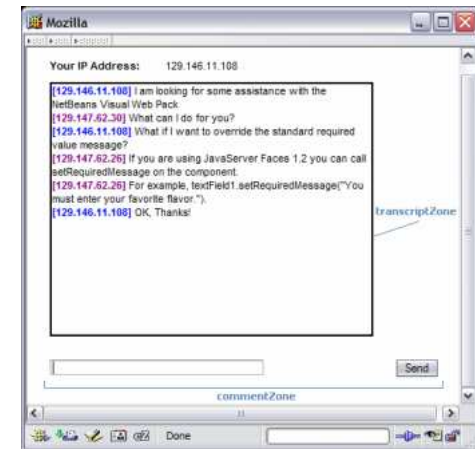 Mozilla
Your IP Address: 129.146.11.108
[129.146.11.108] I am looking for some assistance with the
NetBeans Visual Web Pack
[129.147.62.30] What can I do for you?
[129.146.11.108] What if I want to override the standard required
value message?
[129.147.62.26] If you are using JavaServer Faces 1.2 you can call
setRequiredMessage on the component.
[129.147.62.26] For example, textField1.setRequiredMessage("You
must enter your favorite flavor.").
[129.146.11.108] OK, Thanks!
transcriptZone
Send
commentZone
Done